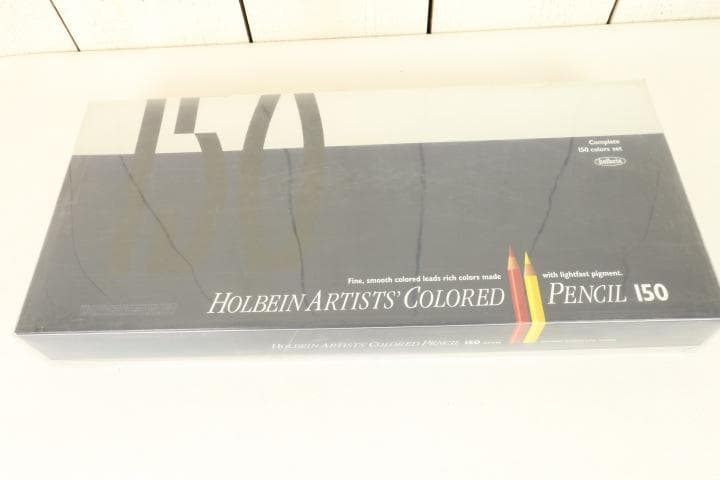 150
Complete
150 colors set
holbein
Fine, smooth colored leads rich colors made with lightfast pigment.
HOLBEIN ARTISTS' COLORED PENCIL 150
HOLBEIN ARTISTS' COLORED PENCIL 150